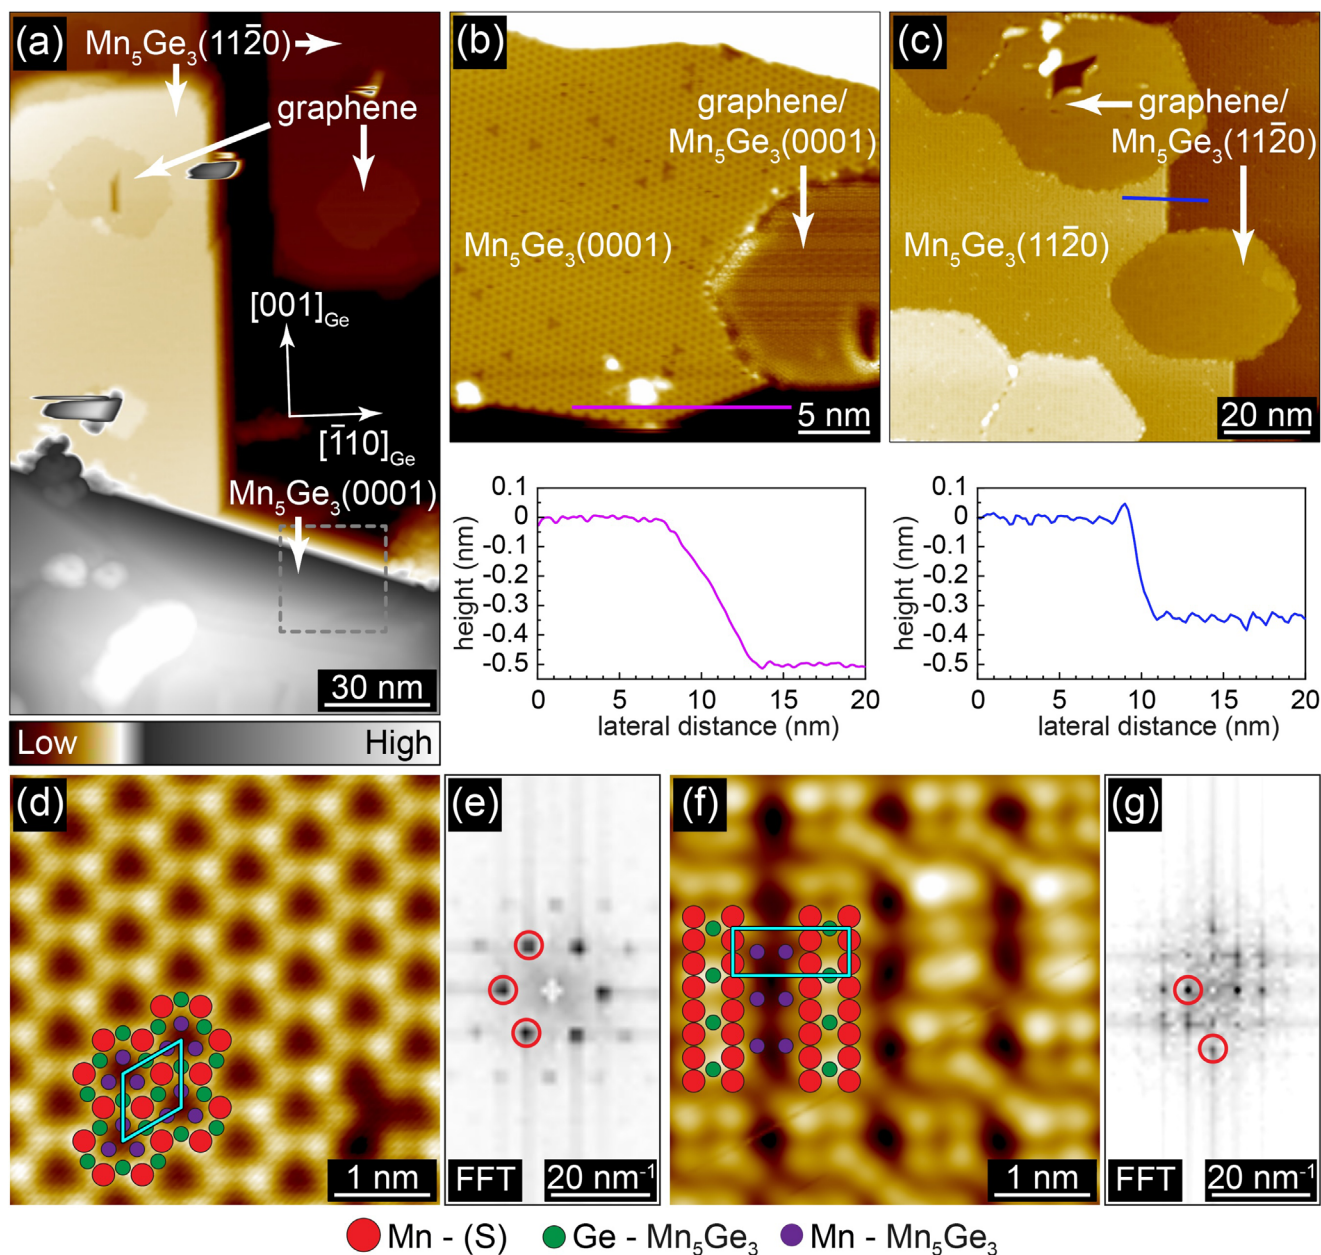 (a)
Mn5Ge3(112̅0)
graphene
[001]Ge
[1̅10]Ge
Mn5Ge3(0001)
30 nm
Low High
(b)
graphene/
Mn5Ge3(0001)
Mn5Ge3(0001)
5 nm
(c)
graphene/
Mn5Ge3(112̅0)
Mn5Ge3(112̅0)
20 nm
0.1
0
-0.1
-0.2
-0.3
-0.4
-0.5
height (nm)
0 5 10 15 20
lateral distance (nm)
0.1
0
-0.1
-0.2
-0.3
-0.4
-0.5
height (nm)
0 5 10 15 20
lateral distance (nm)
(d)
1 nm
(e)
FFT 20 nm-1
(f)
1 nm
(g)
FFT 20 nm-1
Mn - (S) Ge - Mn5Ge3 Mn - Mn5Ge3